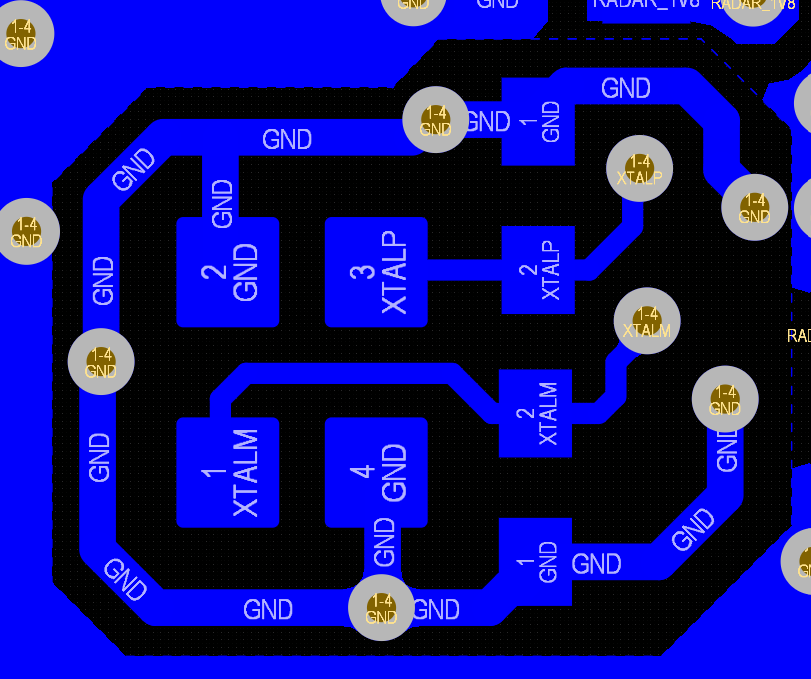 1-4
GND
GND
GND
RADAR_1V8
RADAR_1V8
1-4
GND
GND
1-4
GND
GND
1
GND
GND
GND
1-4
XTALP
GND
1-4
GND
1-4
GND
2
GND
3
XTALP
2
XTALP
GND
1-4
XTALM
1-4
GND
1-4
GND
2
XTALM
1
XTALM
4
GND
GND
GND
GND
GND
1
GND
GND
GND
GND
1-4
GND
GND